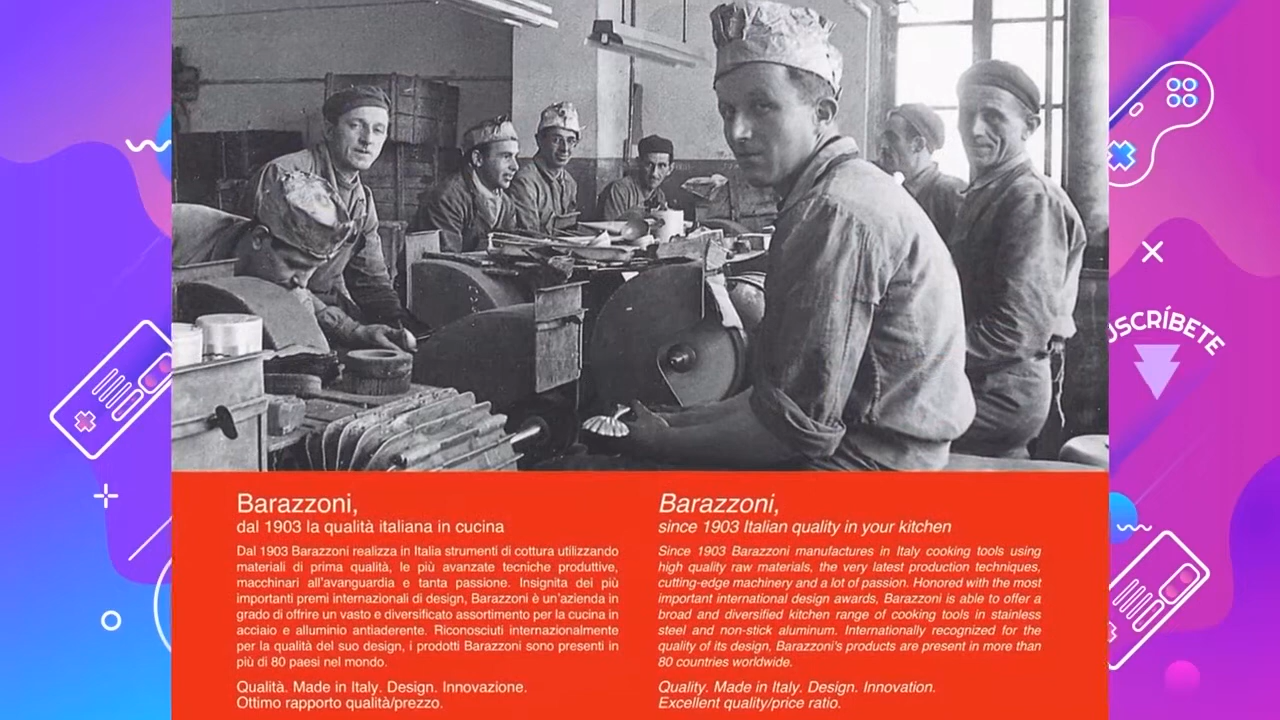 Barazzoni,
dal 1903 la qualità italiana in cucina
Dal 1903 Barazzoni realizza in Italia strumenti di cottura utilizzando
materiali di prima qualità, le più avanzate tecniche produttive,
macchinari all'avanguardia e tanta passione. Insignita dei più
importanti premi internazionali di design, Barazzoni è un'azienda in
grado di offrire un vasto e diversificato assortimento per la cucina in
acciaio e alluminio antiaderente. Riconosciuti internazionalmente
per la qualità del suo design, i prodotti Barazzoni sono presenti in
più di 80 paesi nel mondo.
Qualità. Made in Italy. Design. Innovazione.
Ottimo rapporto qualità/prezzo.
Barazzoni,
since 1903 Italian quality in your kitchen
Since 1903 Barazzoni manufactures in Italy cooking tools using
high quality raw materials, the very latest production techniques,
cutting-edge machinery and a lot of passion. Honored with the most
important international design awards, Barazzoni is able to offer a
broad and diversified kitchen range of cooking tools in stainless
steel and non-stick aluminum. Internationally recognized for the
quality of its design, Barazzoni's products are present in more than
80 countries worldwide.
Quality. Made in Italy. Design. Innovation.
Excellent quality/price ratio.
USCRÍBETE